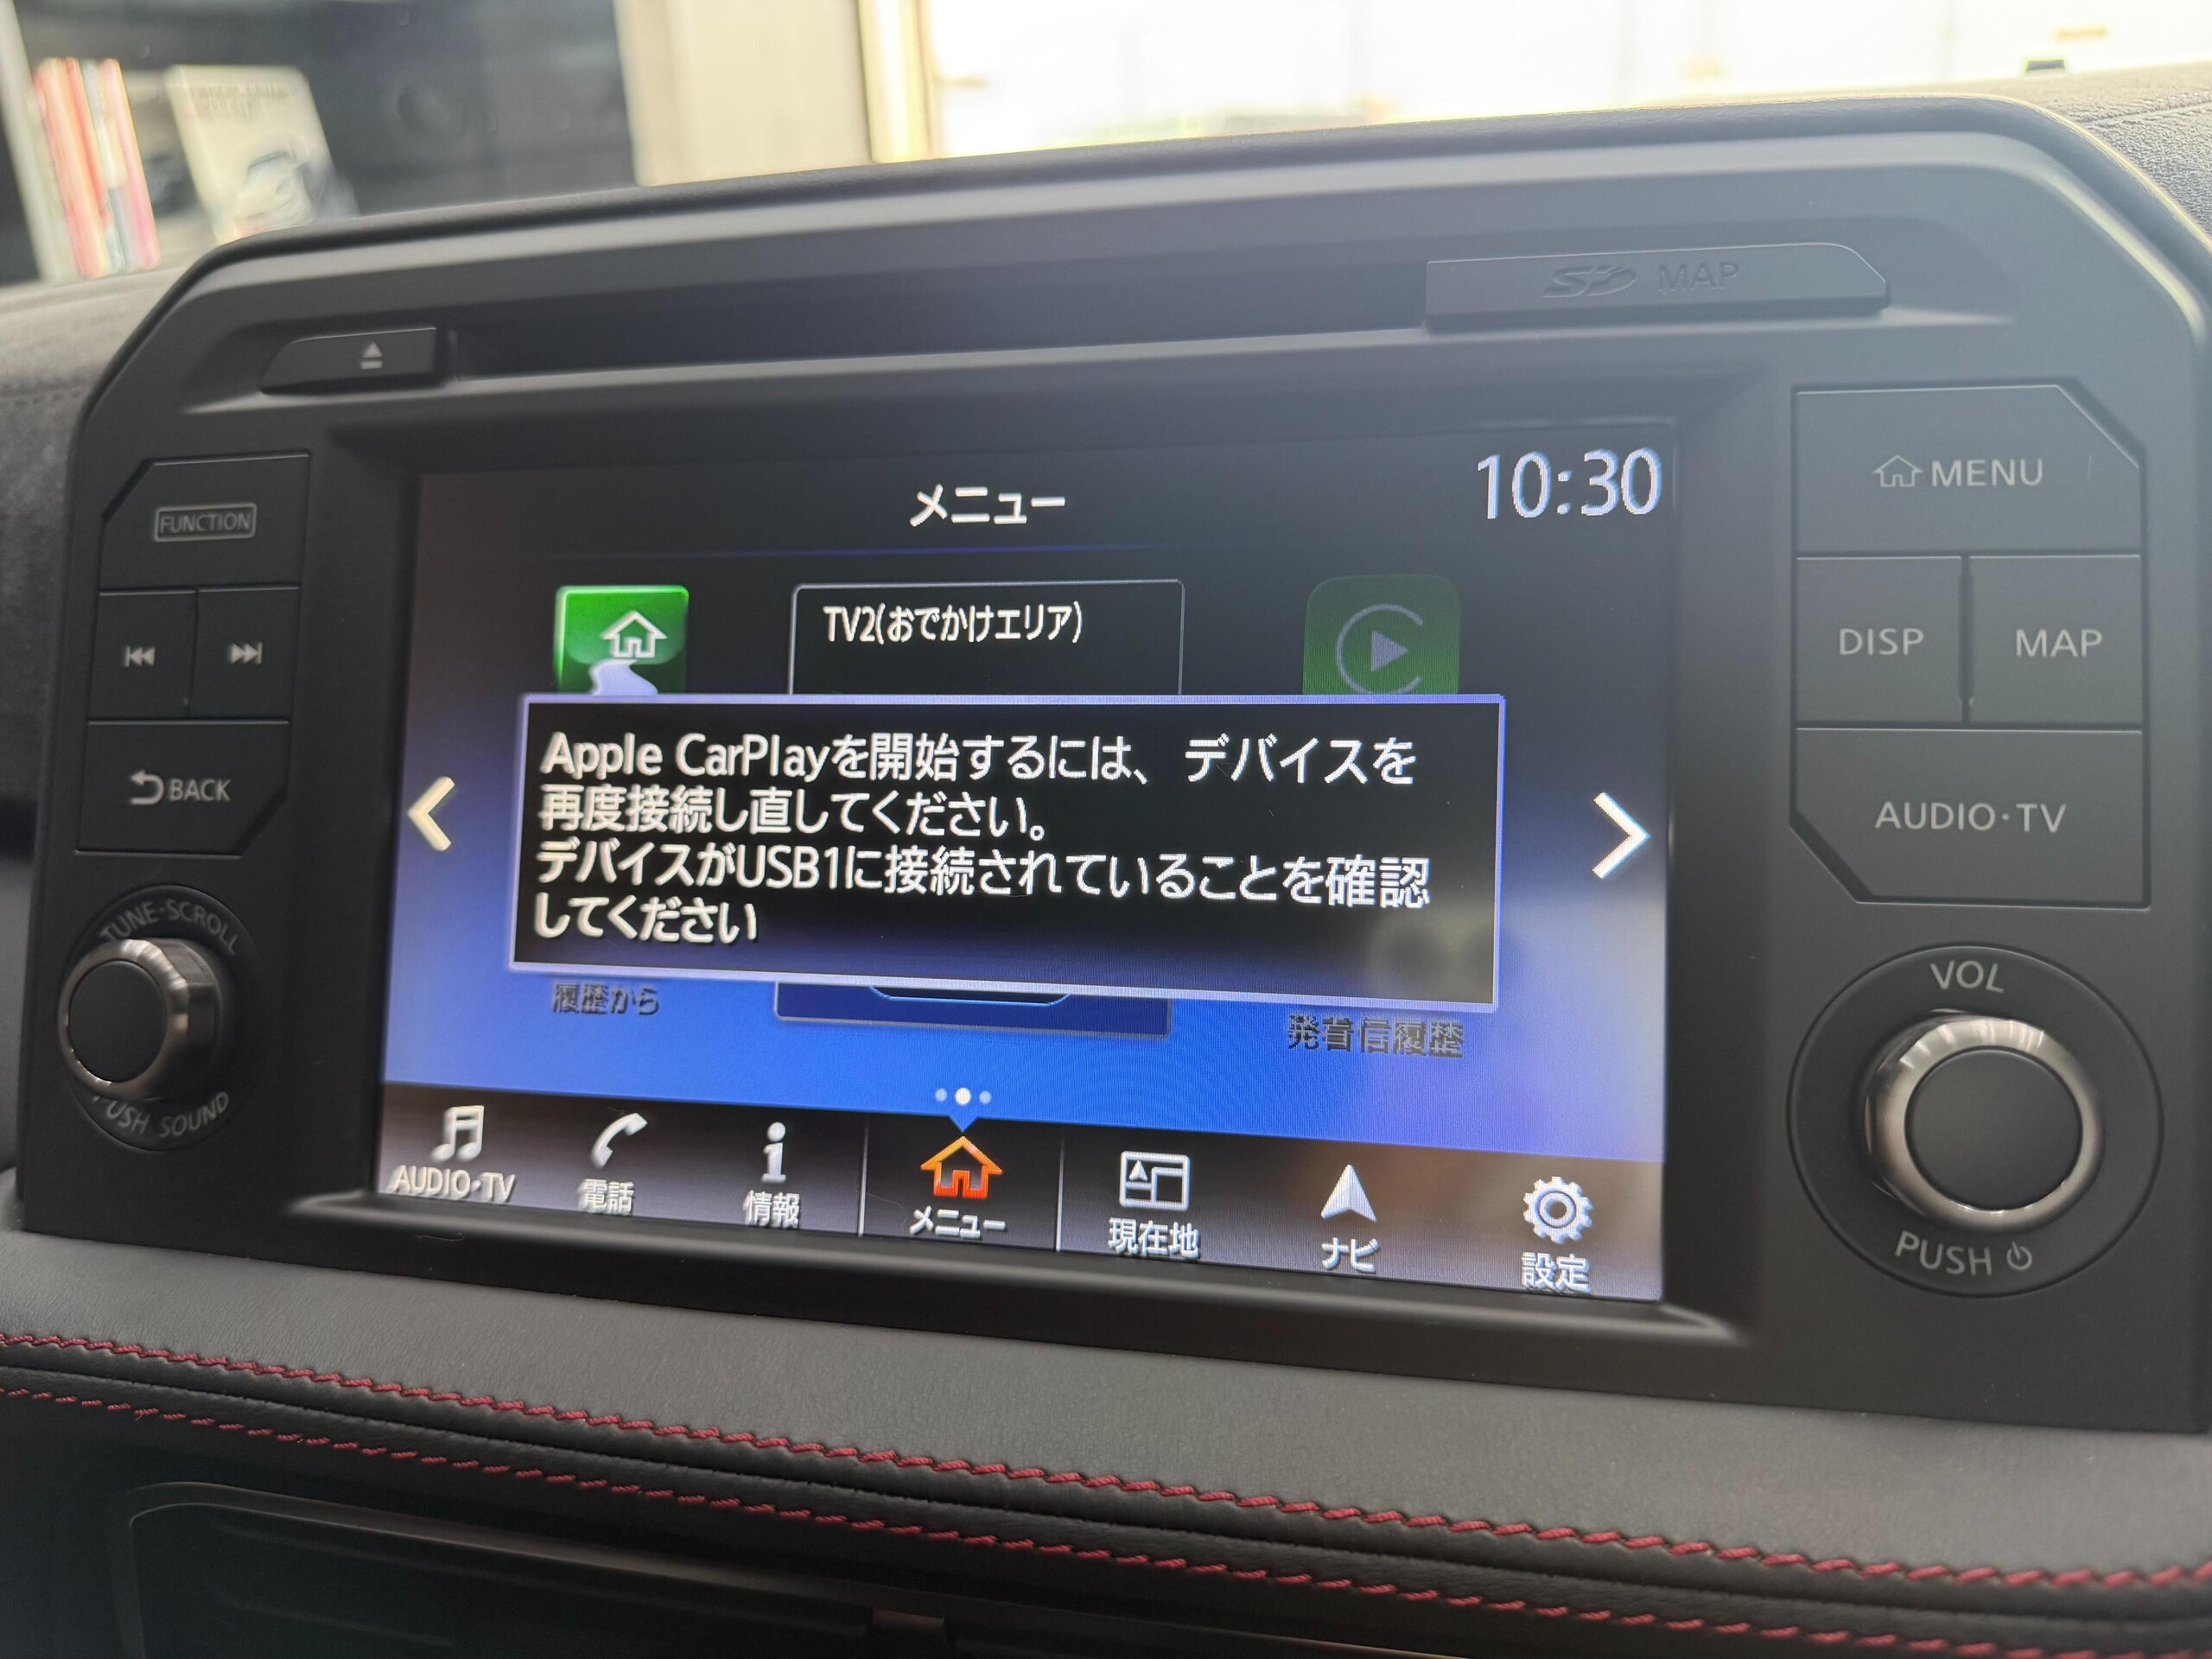 SD MAP
FUNCTION
BACK
TUNE·SCROLL
PUSH SOUND
メニュー
10:30
TV2(おでかけエリア)
Apple CarPlayを開始するには、デバイスを
再度接続し直してください。
デバイスがUSB1に接続されていることを確認
してください
履歴から
発着信履歴
AUDIO·TV
電話
情報
メニュー
現在地
ナビ
設定
MENU
DISP
MAP
AUDIO·TV
VOL
PUSH